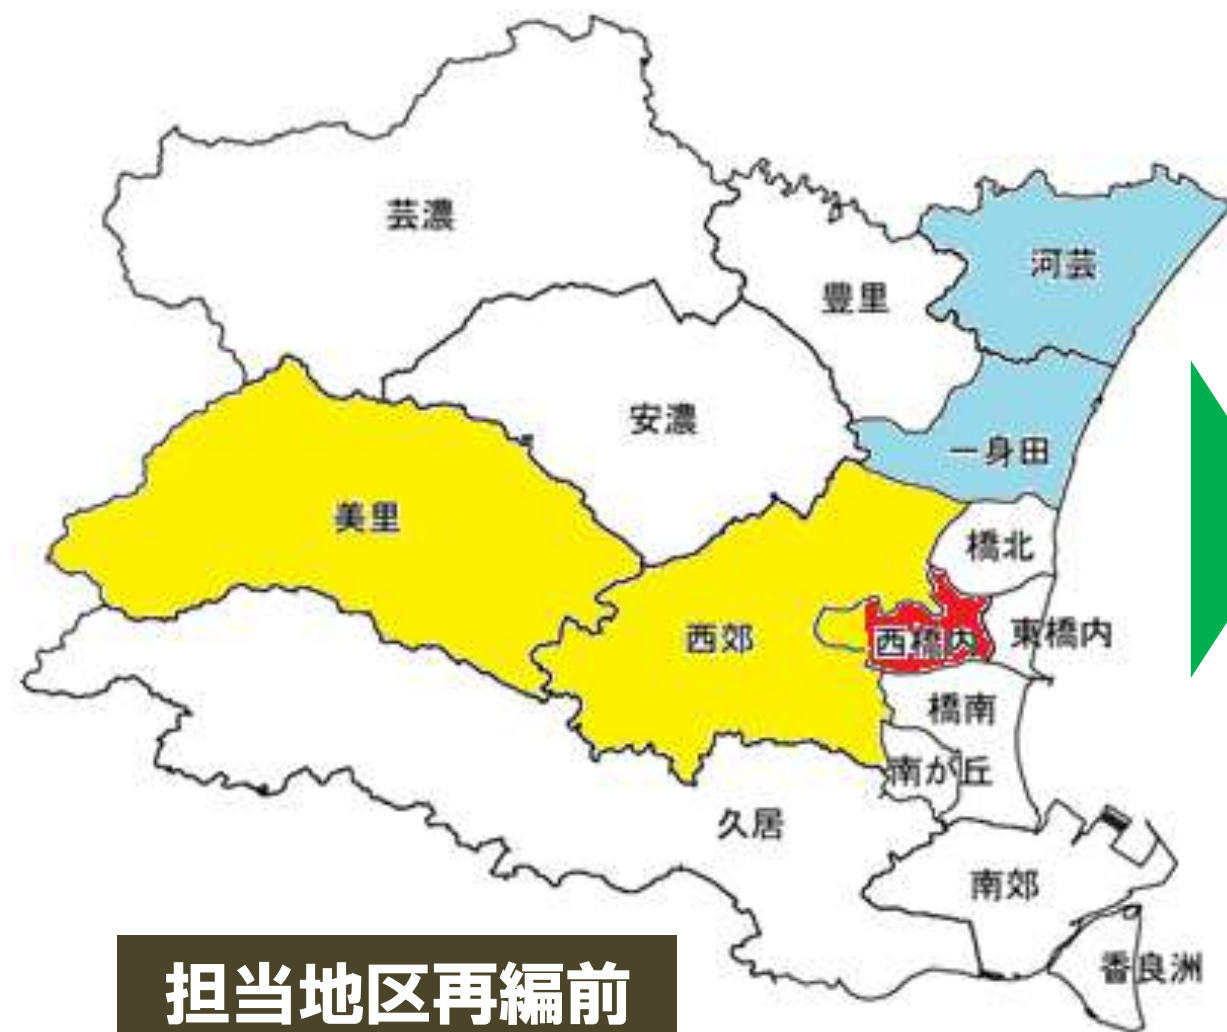 芸濃
河芸
豊里
安濃
一身田
美里
橋北
西郊
西橋内
東橋内
橋南
南が丘
久居
南郊
香良洲
担当地区再編前